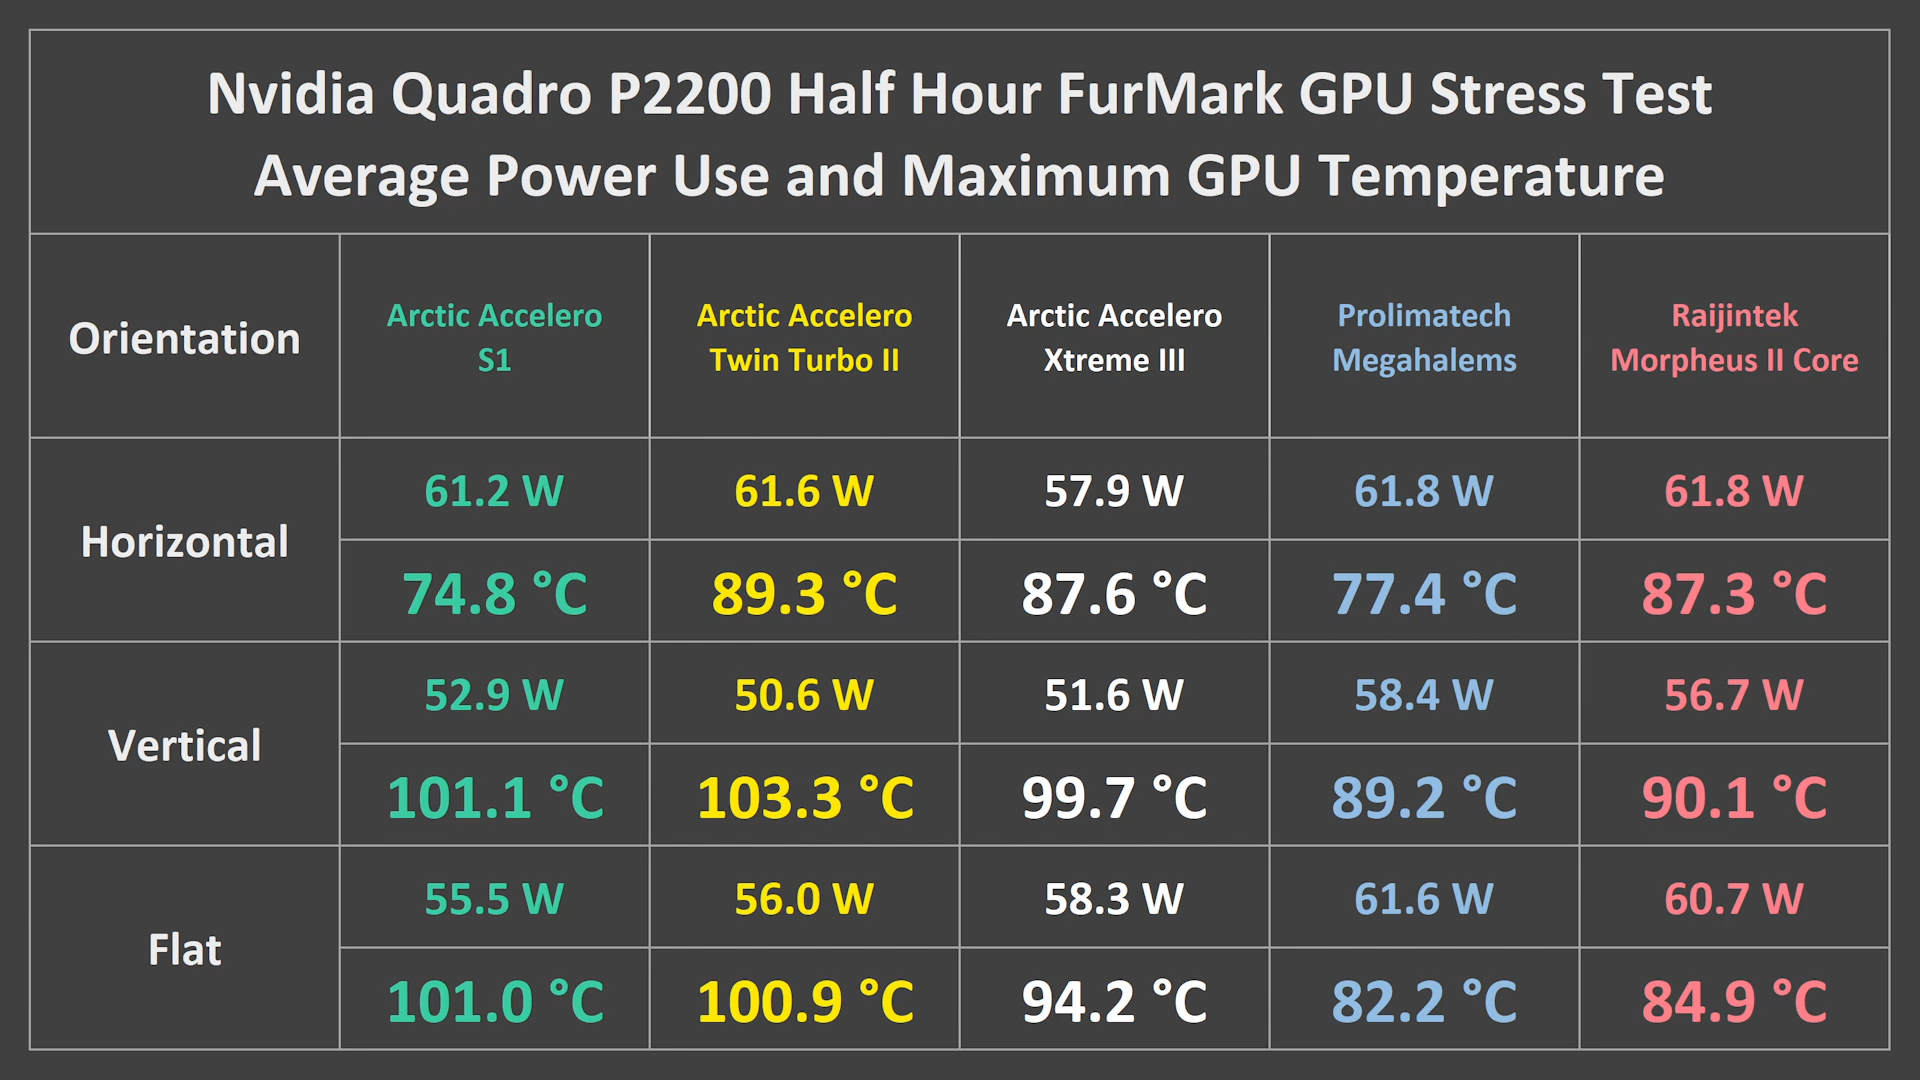 Nvidia Quadro P2200 Half Hour FurMark GPU Stress Test
Average Power Use and Maximum GPU Temperature
Orientation
Arctic Accelero
S1
Arctic Accelero
Twin Turbo II
Arctic Accelero
Xtreme III
Prolimatech
Megahalems
Raijintek
Morpheus II Core
Horizontal
61.2 W
61.6 W
57.9 W
61.8 W
61.8 W
74.8 °C
89.3 °C
87.6 °C
77.4 °C
87.3 °C
Vertical
52.9 W
50.6 W
51.6 W
58.4 W
56.7 W
101.1 °C
103.3 °C
99.7 °C
89.2 °C
90.1 °C
Flat
55.5 W
56.0 W
58.3 W
61.6 W
60.7 W
101.0 °C
100.9 °C
94.2 °C
82.2 °C
84.9 °C